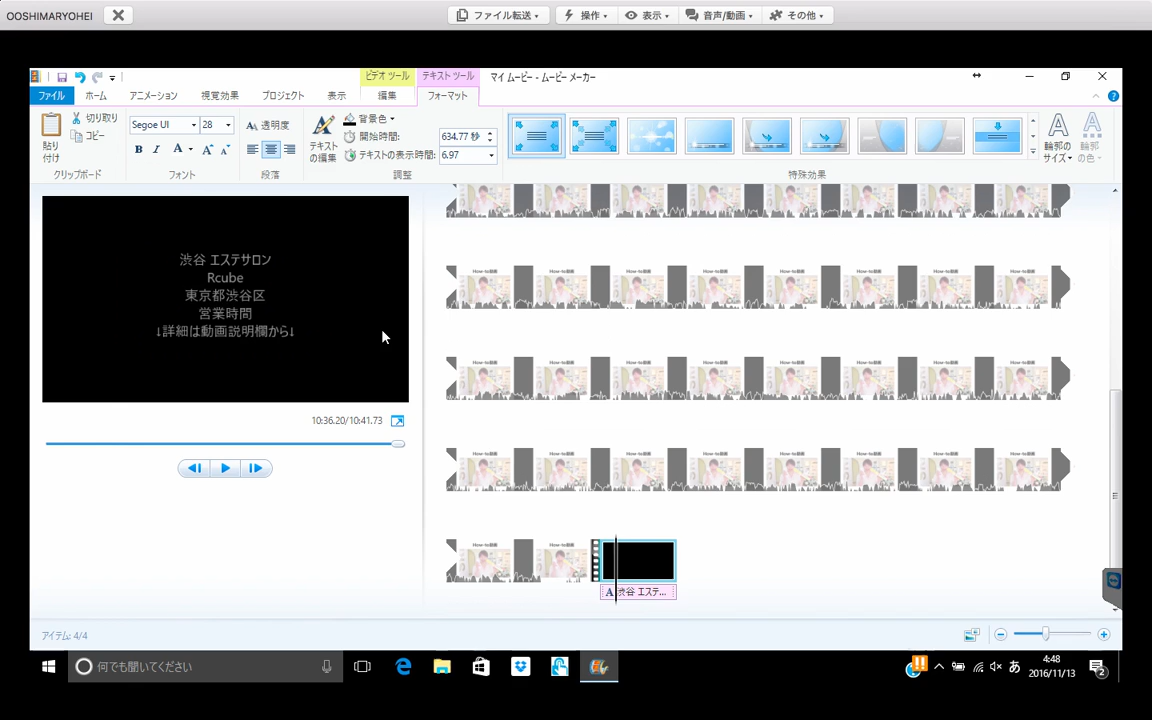 OOSHIMARYOHEI
ファイル転送
操作
表示
音声/動画
その他
ビデオ ツール
テキスト ツール
マイ ムービー - ムービー メーカー
ファイル
ホーム
アニメーション
視覚効果
プロジェクト
表示
編集
フォーマット
貼り
付け
切り取り
コピー
クリップボード
Segoe UI
28
透明度
B I A A A
フォント
段落
テキスト
の編集
背景色
開始時間:
634.77 秒
テキストの表示時間:
6.97
調整
特殊効果
輪郭の
サイズ
輪郭
の色
渋谷 エステサロン
Rcube
東京都渋谷区
営業時間
↓詳細は動画説明欄から↓
10:36.20/10:41.73
How-to動画
A 渋谷 エステ...
アイテム: 4/4
何でも聞いてください
あ
4:48
2016/11/13
2